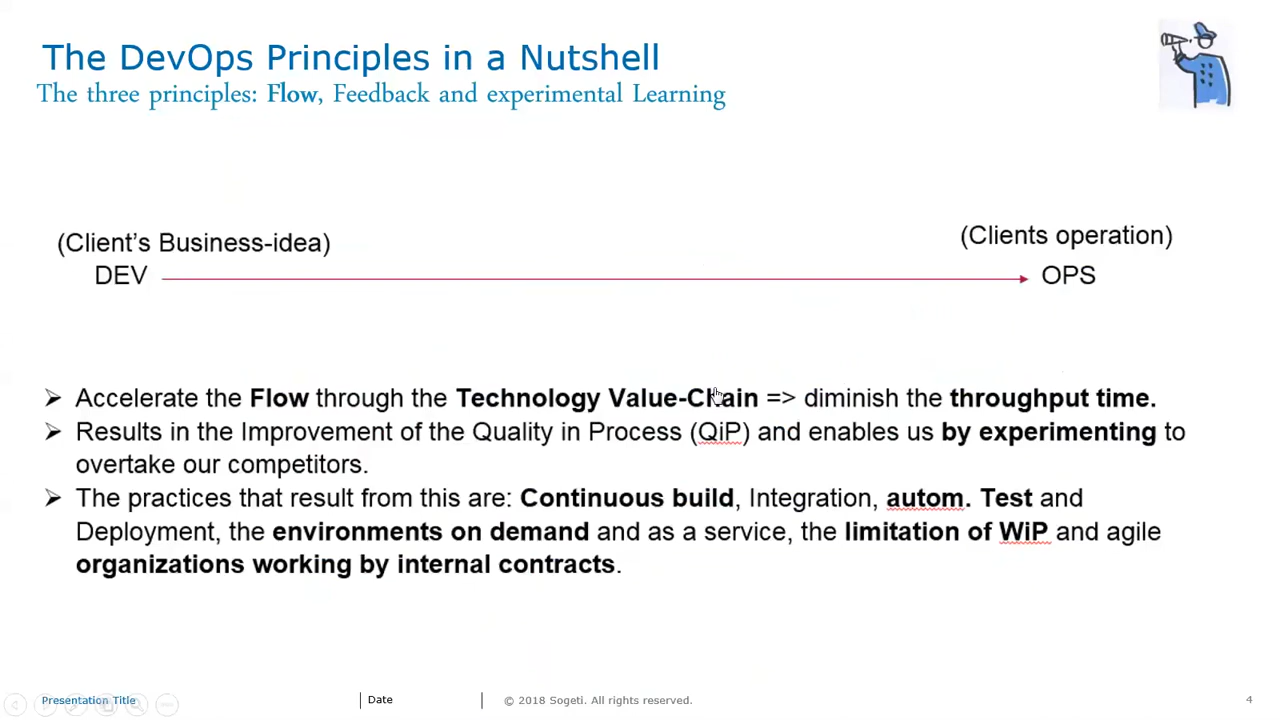 The DevOps Principles in a Nutshell
The three principles: Flow, Feedback and experimental Learning
(Client's Business-idea)
(Clients operation)
DEV
OPS
➢ Accelerate the Flow through the Technology Value-Chain => diminish the throughput time.
➢ Results in the Improvement of the Quality in Process (QiP) and enables us by experimenting to
overtake our competitors.
➢ The practices that result from this are: Continuous build, Integration, autom. Test and
Deployment, the environments on demand and as a service, the limitation of WiP and agile
organizations working by internal contracts.
Presentation Title
Date
© 2018 Sogeti. All rights reserved.
4